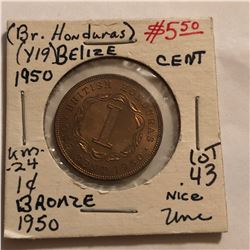 (Br. Honduras) $5.50
(Y19) BELIZE
1950 CENT
BRITISH HONDURAS
1
KM-
-24
1¢
LOT
43
BRONZE
1950
NICE
Unc